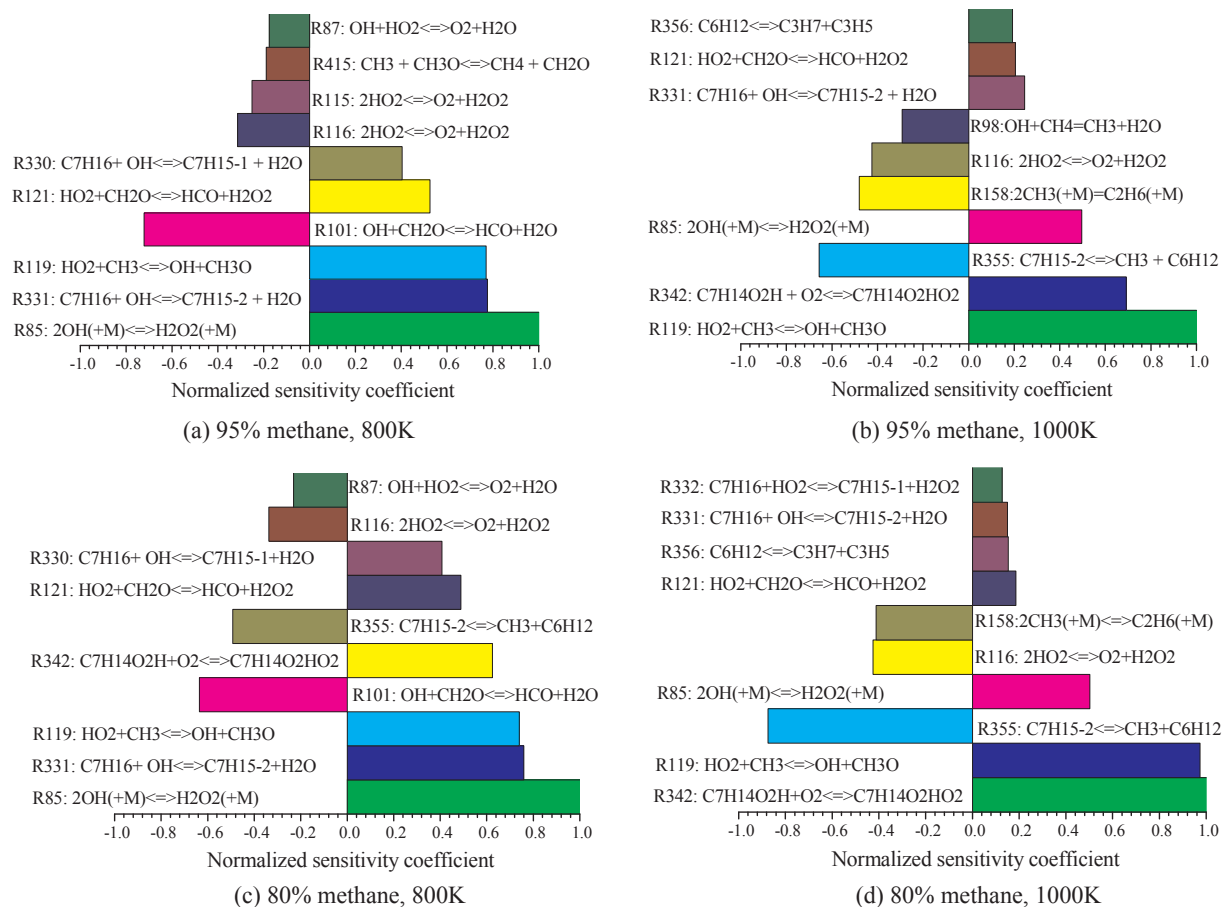 R87: OH+HO2<=>O2+H2O
R415: CH3 + CH3O<=>CH4 + CH2O
R115: 2HO2<=>O2+H2O2
R116: 2HO2<=>O2+H2O2
R330: C7H16+ OH<=>C7H15-1 + H2O
R121: HO2+CH2O<=>HCO+H2O2
R101: OH+CH2O<=>HCO+H2O
R119: HO2+CH3<=>OH+CH3O
R331: C7H16+ OH<=>C7H15-2 + H2O
R85: 2OH(+M)<=>H2O2(+M)
-1.0 -0.8 -0.6 -0.4 -0.2 0.0 0.2 0.4 0.6 0.8 1.0
Normalized sensitivity coefficient
(a) 95% methane, 800K
R356: C6H12<=>C3H7+C3H5
R121: HO2+CH2O<=>HCO+H2O2
R331: C7H16+ OH<=>C7H15-2 + H2O
R98:OH+CH4=CH3+H2O
R116: 2HO2<=>O2+H2O2
R158:2CH3(+M)=C2H6(+M)
R85: 2OH(+M)<=>H2O2(+M)
R355: C7H15-2<=>CH3 + C6H12
R342: C7H14O2H + O2<=>C7H14O2HO2
R119: HO2+CH3<=>OH+CH3O
-1.0 -0.8 -0.6 -0.4 -0.2 0.0 0.2 0.4 0.6 0.8 1.0
Normalized sensitivity coefficient
(b) 95% methane, 1000K
R87: OH+HO2<=>O2+H2O
R116: 2HO2<=>O2+H2O2
R330: C7H16+ OH<=>C7H15-1+H2O
R121: HO2+CH2O<=>HCO+H2O2
R355: C7H15-2<=>CH3+C6H12
R342: C7H14O2H+O2<=>C7H14O2HO2
R101: OH+CH2O<=>HCO+H2O
R119: HO2+CH3<=>OH+CH3O
R331: C7H16+ OH<=>C7H15-2+H2O
R85: 2OH(+M)<=>H2O2(+M)
-1.0 -0.8 -0.6 -0.4 -0.2 0.0 0.2 0.4 0.6 0.8 1.0
Normalized sensitivity coefficient
(c) 80% methane, 800K
R332: C7H16+HO2<=>C7H15-1+H2O2
R331: C7H16+ OH<=>C7H15-2+H2O
R356: C6H12<=>C3H7+C3H5
R121: HO2+CH2O<=>HCO+H2O2
R158:2CH3(+M)<=>C2H6(+M)
R116: 2HO2<=>O2+H2O2
R85: 2OH(+M)<=>H2O2(+M)
R355: C7H15-2<=>CH3+C6H12
R119: HO2+CH3<=>OH+CH3O
R342: C7H14O2H+O2<=>C7H14O2HO2
-1.0 -0.8 -0.6 -0.4 -0.2 0.0 0.2 0.4 0.6 0.8 1.0
Normalized sensitivity coefficient
(d) 80% methane, 1000K